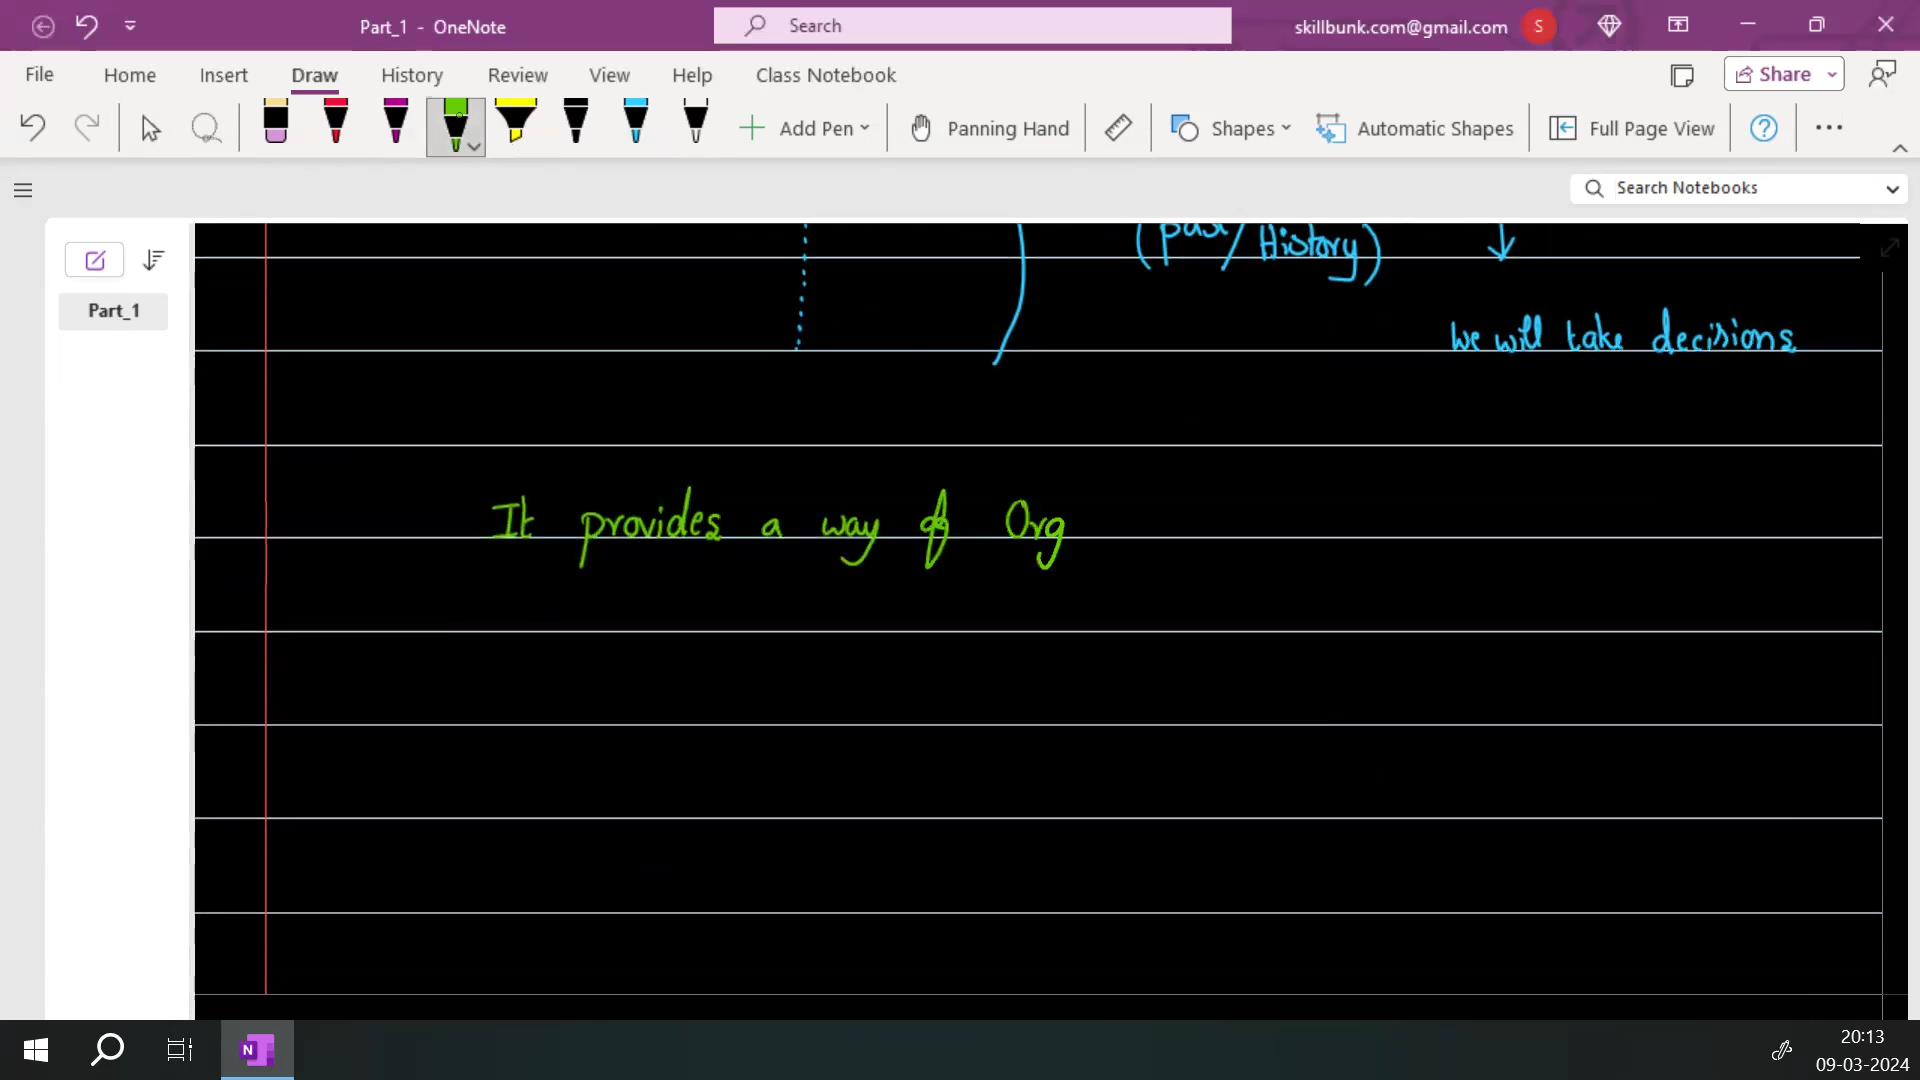 Part_1 - OneNote
Search
skillbunk.com@gmail.com
S
File
Home
Insert
Draw
History
Review
View
Help
Class Notebook
Share
Add Pen
Panning Hand
Shapes
Automatic Shapes
Full Page View
Search Notebooks
Part_1
(past/ History)
We will take decisions
It provides a way of Org
N
20:13
09-03-2024